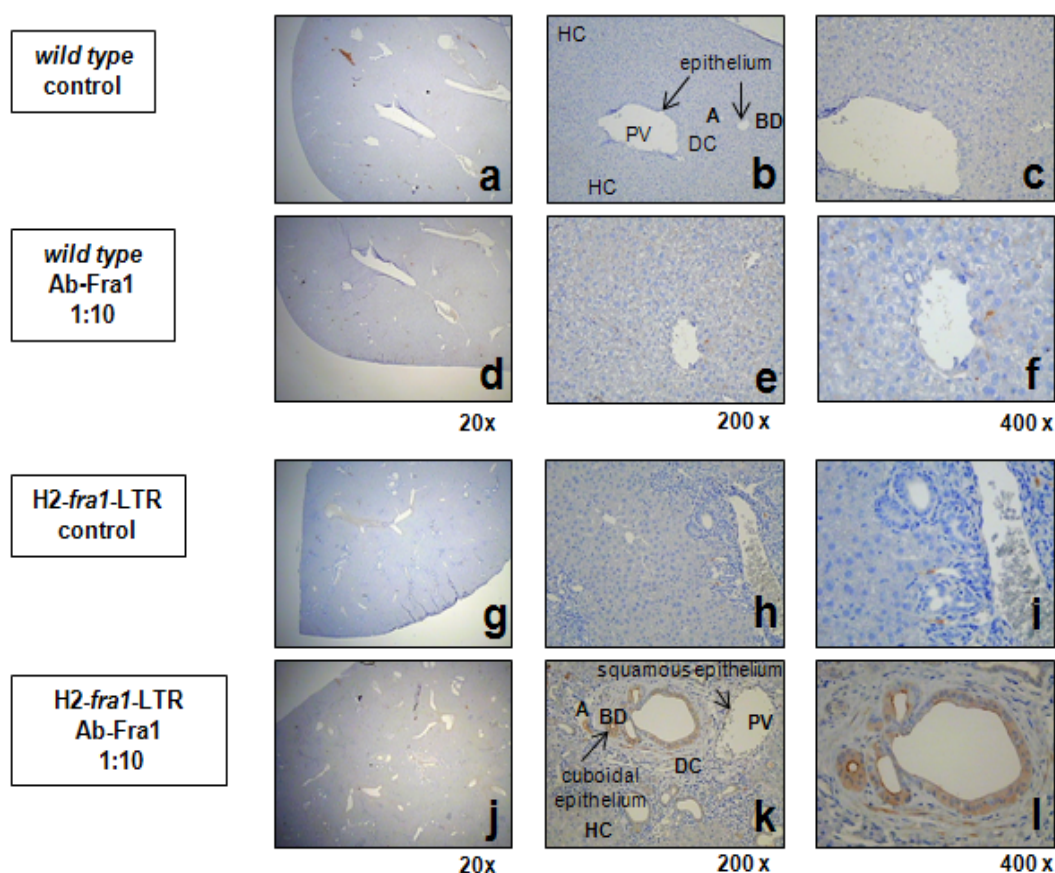 wild type
control
a
HC
epithelium
A
BD
PV
DC
HC
b
c
wild type
Ab-Fra1
1:10
d
e
f
20x
200 x
400 x
H2-fra1-LTR
control
g
h
i
H2-fra1-LTR
Ab-Fra1
1:10
j
squamous epithelium
A
BD
PV
DC
cuboidal
epithelium
HC
k
l
20x
200 x
400 x